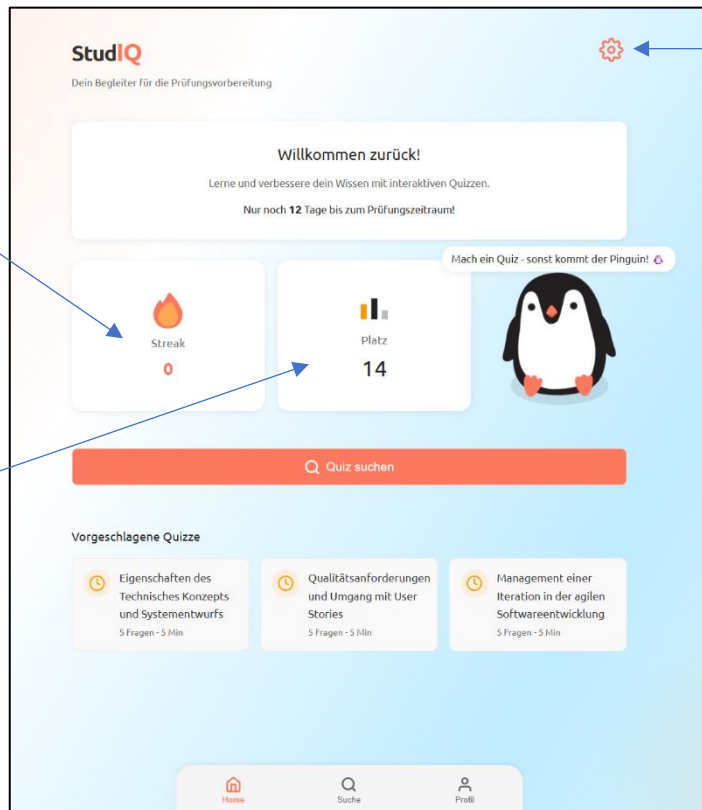 StudIQ
Dein Begleiter für die Prüfungsvorbereitung
Willkommen zurück!
Lerne und verbessere dein Wissen mit interaktiven Quizzen.
Nur noch 12 Tage bis zum Prüfungszeitraum!
Mach ein Quiz - sonst kommt der Pinguin!
Streak
0
Platz
14
Quiz suchen
Vorgeschlagene Quizze
Eigenschaften des
Technisches Konzepts
und Systementwurfs
5 Fragen - 5 Min
Qualitätsanforderungen
und Umgang mit User
Stories
5 Fragen - 5 Min
Management einer
Iteration in der agilen
Softwareentwicklung
5 Fragen - 5 Min
Home
Suche
Profil